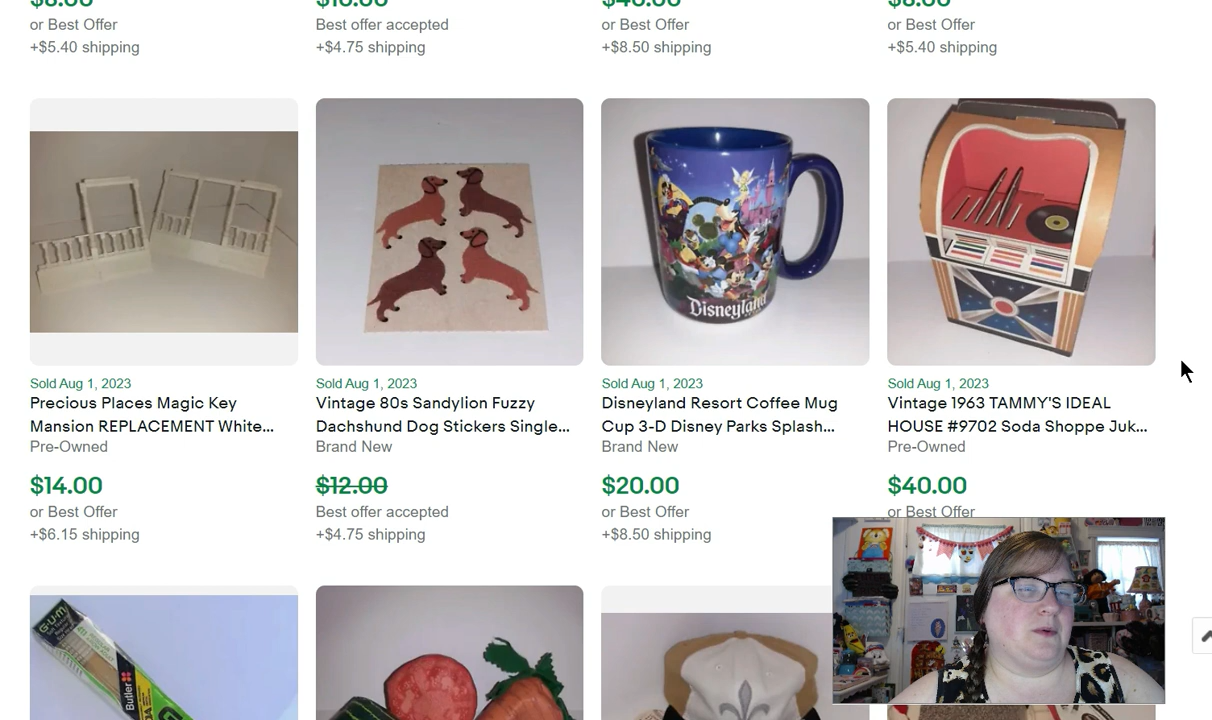 or Best Offer
+$5.40 shipping
Best offer accepted
+$4.75 shipping
or Best Offer
+$8.50 shipping
or Best Offer
+$5.40 shipping
Disneyland
Sold Aug 1, 2023
Precious Places Magic Key
Mansion REPLACEMENT White...
Pre-Owned
$14.00
or Best Offer
+$6.15 shipping
Sold Aug 1, 2023
Vintage 80s Sandylion Fuzzy
Dachshund Dog Stickers Single...
Brand New
$12.00
Best offer accepted
+$4.75 shipping
Sold Aug 1, 2023
Disneyland Resort Coffee Mug
Cup 3-D Disney Parks Splash...
Brand New
$20.00
or Best Offer
+$8.50 shipping
Sold Aug 1, 2023
Vintage 1963 TAMMY'S IDEAL
HOUSE #9702 Soda Shoppe Juk...
Pre-Owned
$40.00
or Best Offer
G·U·M
Butler